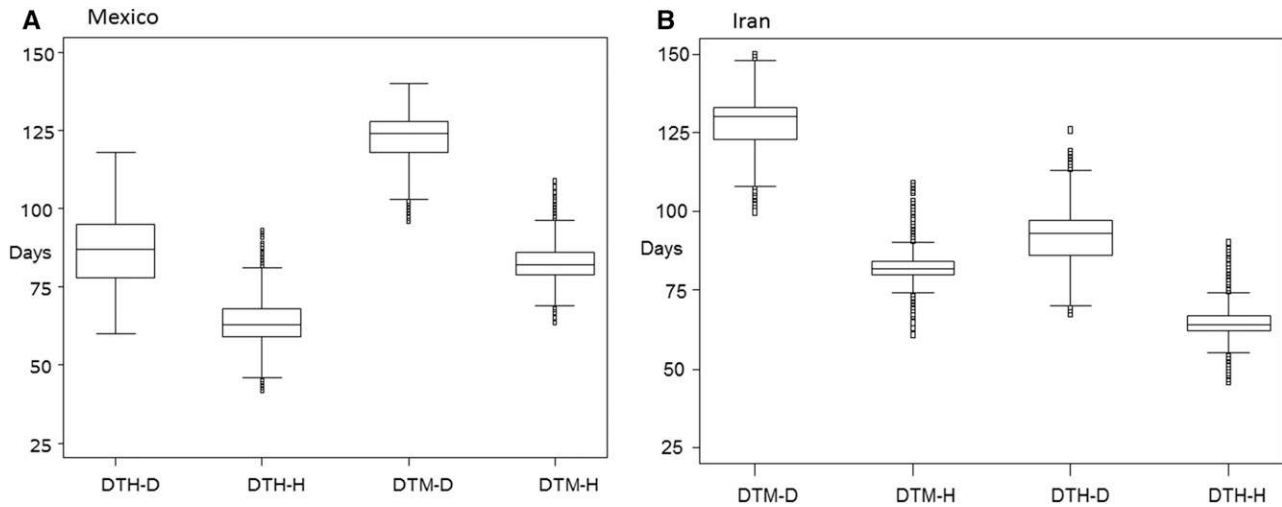 A Mexico
150
125
100
Days
75
50
25
DTH-D DTH-H DTM-D DTM-H
B Iran
150
125
100
Days
75
50
25
DTM-D DTM-H DTH-D DTH-H